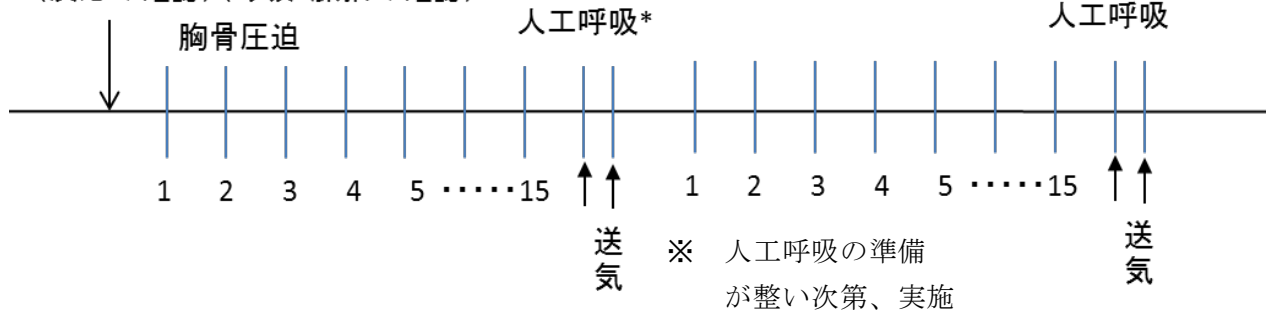 胸骨圧迫
人工呼吸*
人工呼吸
1 2 3 4 5 ・・・・・15
1 2 3 4 5 ・・・・・15
送気
送気
※ 人工呼吸の準備
が整い次第、実施